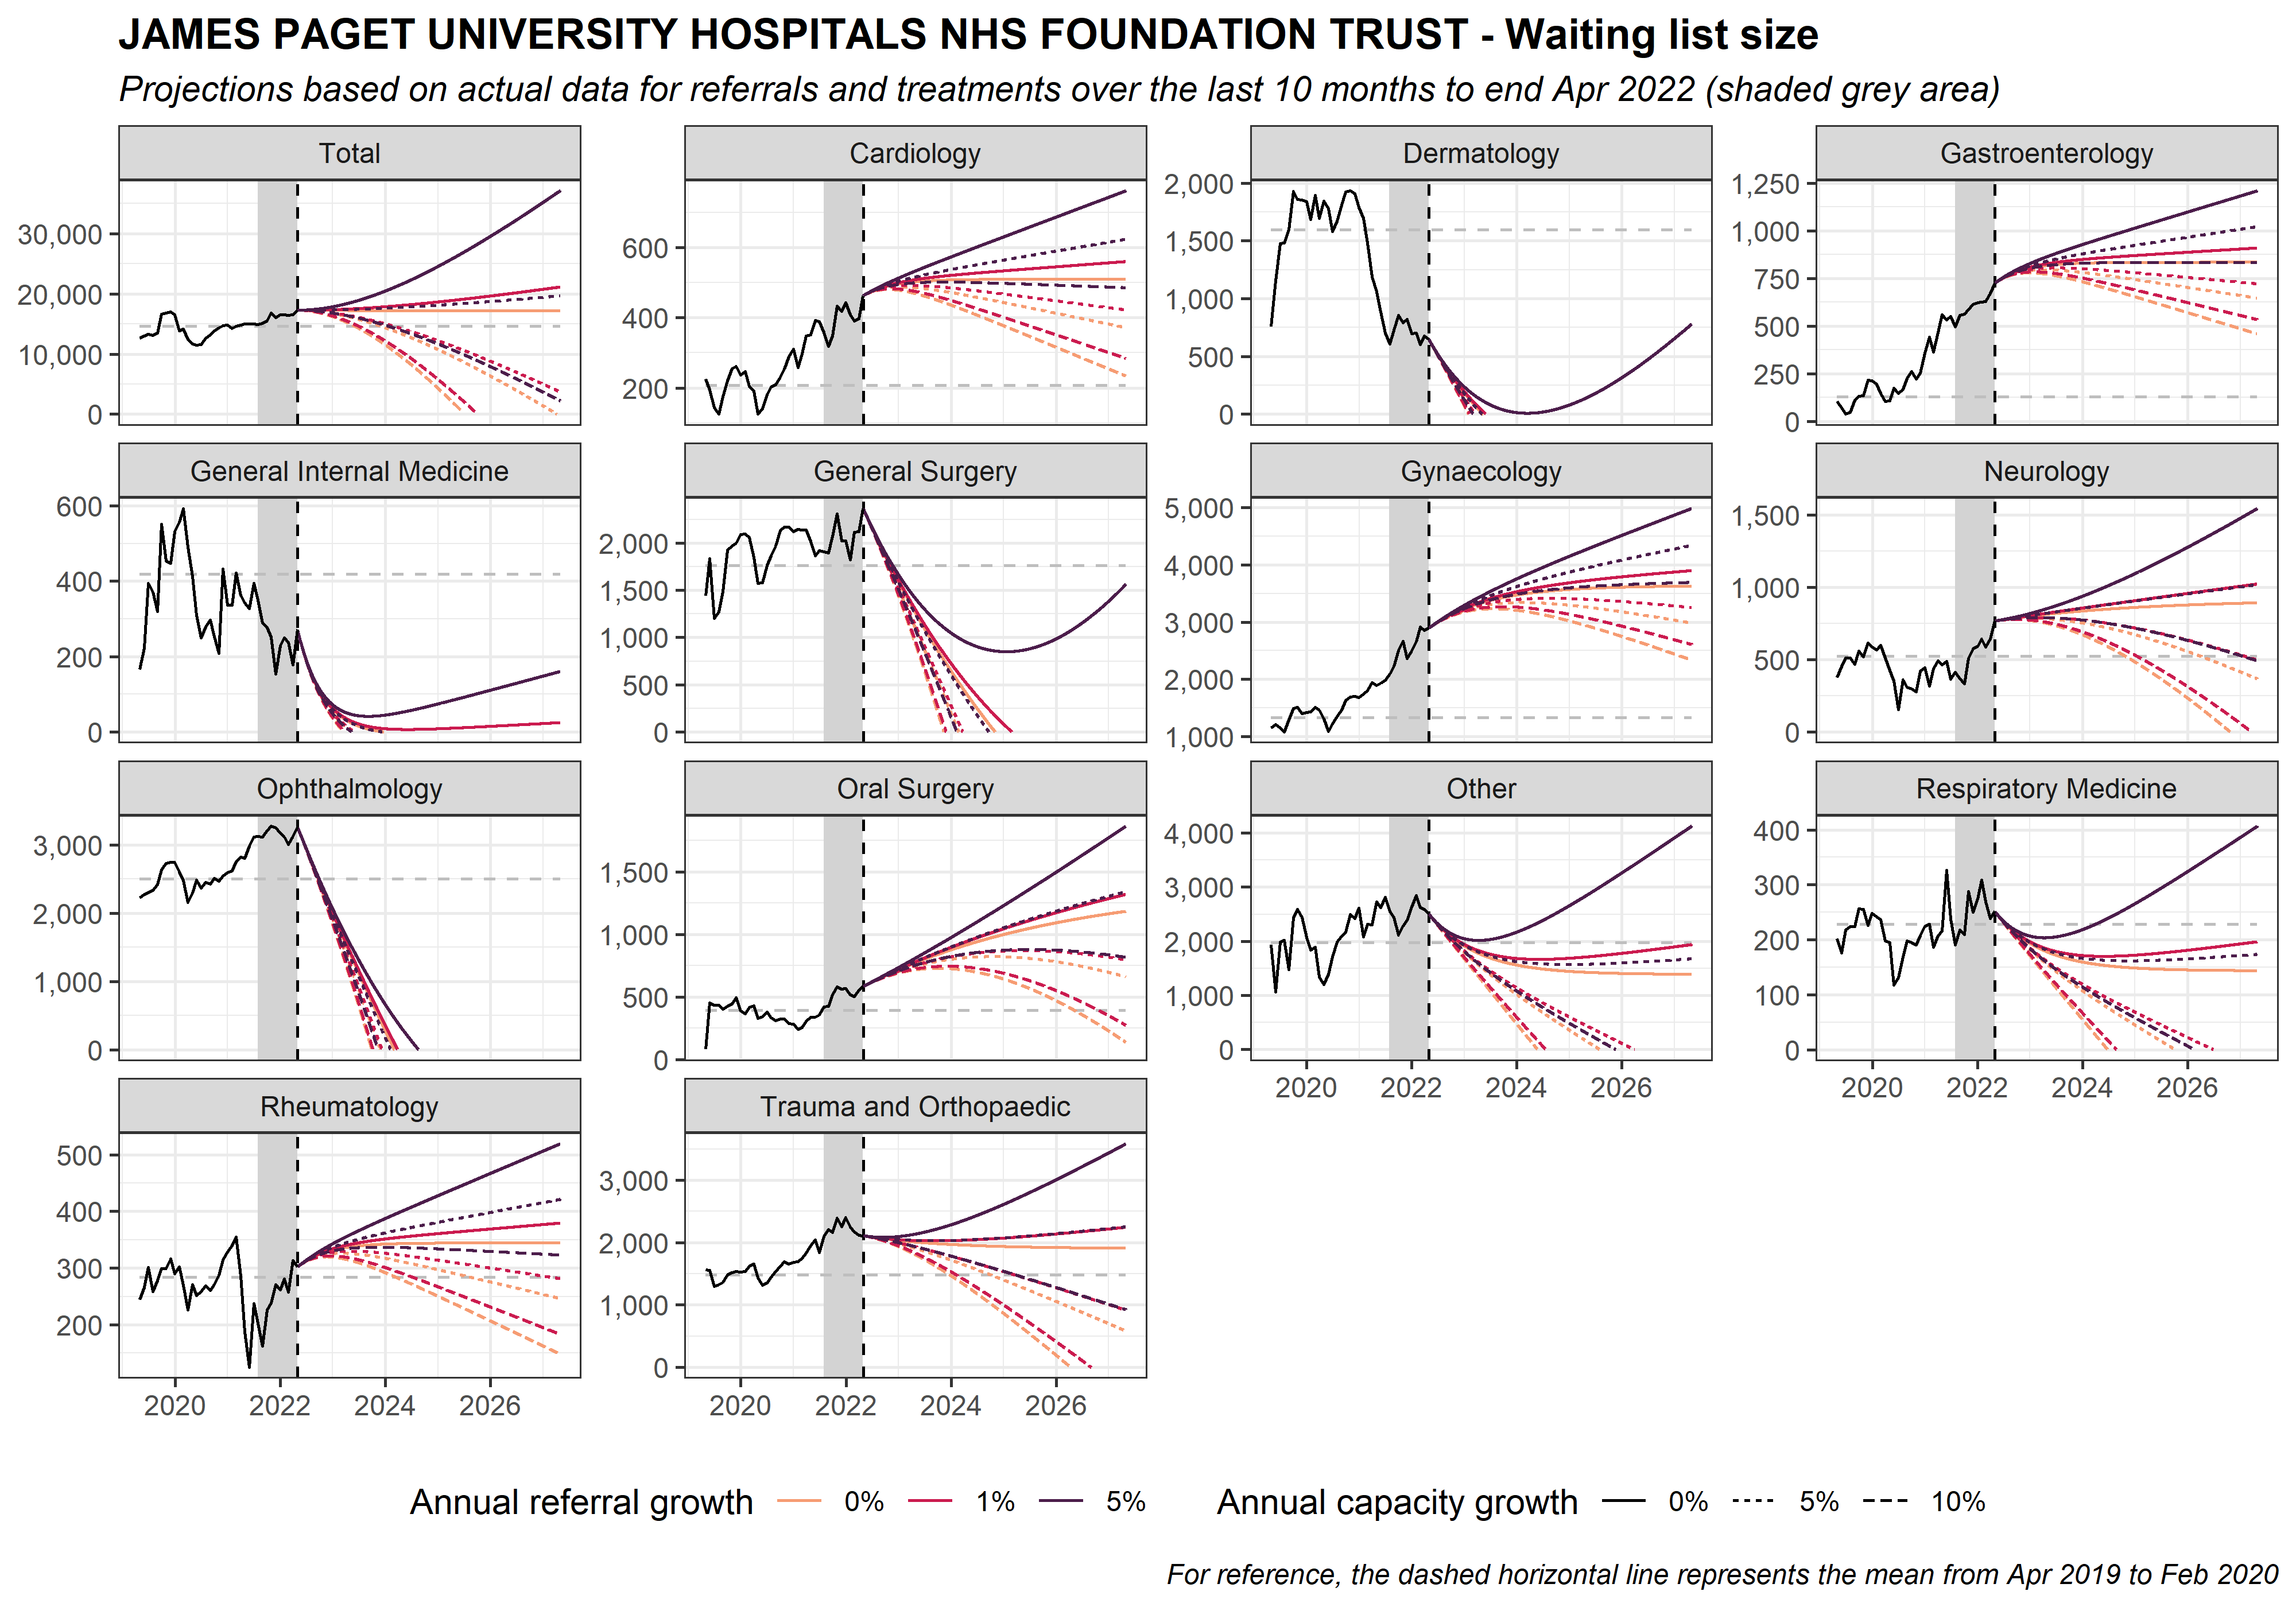 JAMES PAGET UNIVERSITY HOSPITALS NHS FOUNDATION TRUST - Waiting list size
Projections based on actual data for referrals and treatments over the last 10 months to end Apr 2022 (shaded grey area)
Total
Cardiology
Dermatology
Gastroenterology
30,000
20,000
10,000
0
600
400
200
2,000
1,500
1,000
500
0
1,250
1,000
750
500
250
0
General Internal Medicine
General Surgery
Gynaecology
Neurology
600
400
200
0
2,000
1,500
1,000
500
0
5,000
4,000
3,000
2,000
1,000
1,500
1,000
500
0
Ophthalmology
Oral Surgery
Other
Respiratory Medicine
3,000
2,000
1,000
0
1,500
1,000
500
0
4,000
3,000
2,000
1,000
0
400
300
200
100
0
2020 2022 2024 2026
2020 2022 2024 2026
Rheumatology
Trauma and Orthopaedic
500
400
300
200
3,000
2,000
1,000
0
2020 2022 2024 2026
2020 2022 2024 2026
Annual referral growth 0% 1% 5%
Annual capacity growth 0% 5% 10%
For reference, the dashed horizontal line represents the mean from Apr 2019 to Feb 2020